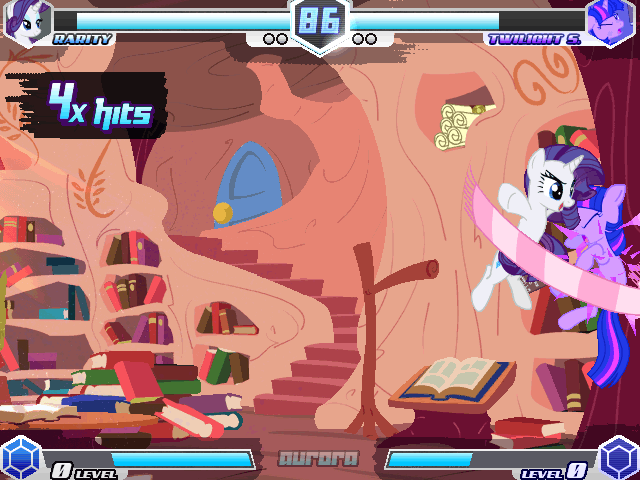 86
RARITY
TWILIGHT S.
4x hits
0 LEVEL
aurora
LEVEL 0